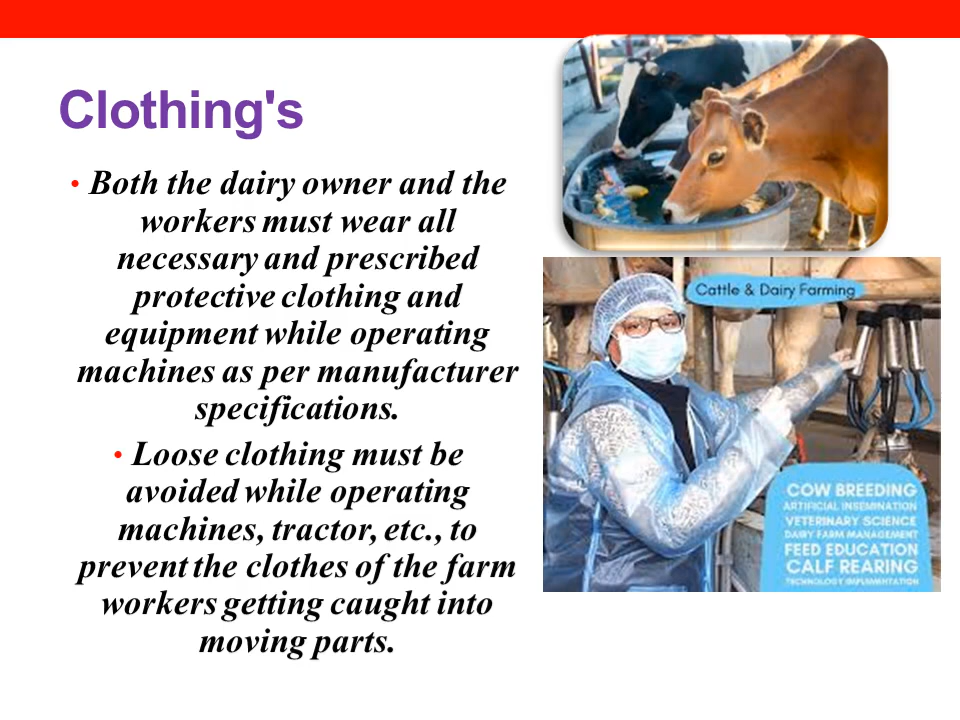 Clothing's
• Both the dairy owner and the
workers must wear all
necessary and prescribed
protective clothing and
equipment while operating
machines as per manufacturer
specifications.
• Loose clothing must be
avoided while operating
machines, tractor, etc., to
prevent the clothes of the farm
workers getting caught into
moving parts.
Cattle & Dairy Farming
COW BREEDING
ARTIFICIAL INSEMINATION
VETERINARY SCIENCE
DAIRY FARM MANAGEMENT
FEED EDUCATION
CALF REARING
TECHNOLOGY IMPLEMENTATION